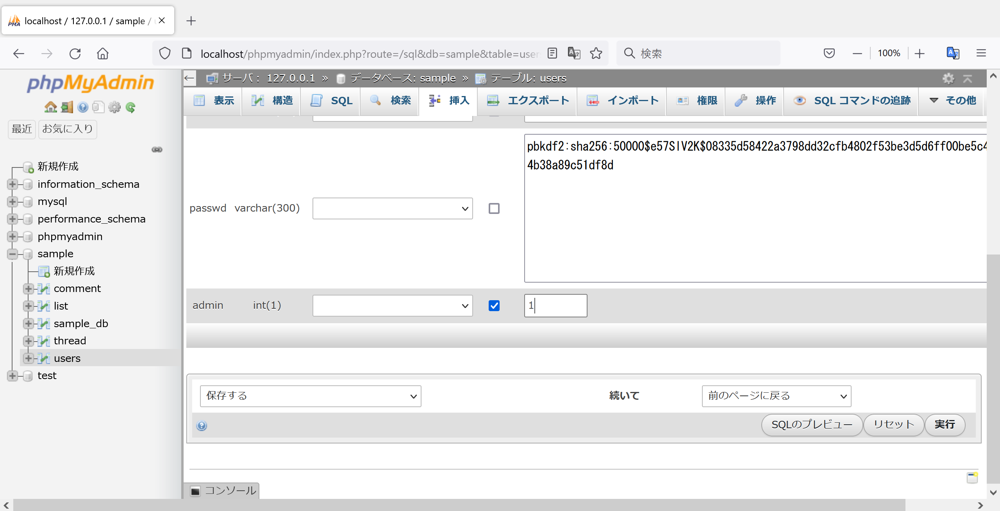 PMA localhost / 127.0.0.1 / sample /
localhost/phpmyadmin/index.php?route=/sql&db=sample&table=user
検索
100%
phpMyAdmin
最近 お気に入り
新規作成
information_schema
mysql
performance_schema
phpmyadmin
sample
新規作成
comment
list
sample_db
thread
users
test
サーバ： 127.0.0.1 » データベース: sample » テーブル: users
表示 構造 SQL 検索 挿入 エクスポート インポート 権限 操作 SQL コマンドの追跡 その他
pbkdf2:sha256:50000$e57SlV2K$08335d58422a3798dd32cfb4802f53be3d5d6ff00be5c4
4b38a89c51df8d
passwd varchar(300)
admin int(1) 1
保存する 続いて 前のページに戻る
SQLのプレビュー リセット 実行
コンソール